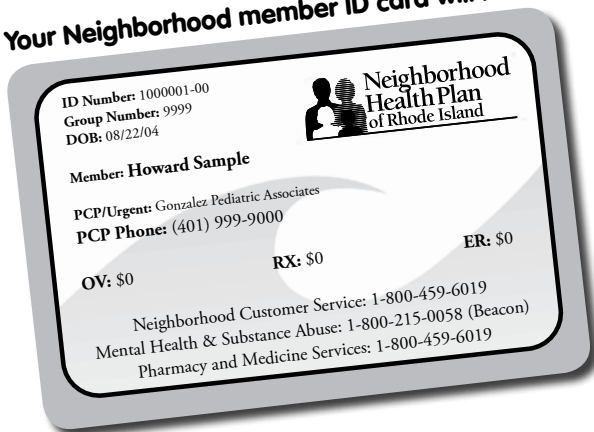 Your Neighborhood member ID card
ID Number: 1000001-00
Group Number: 9999
DOB: 08/22/04
Neighborhood
Health Plan
of Rhode Island
Member: Howard Sample
PCP/Urgent: Gonzalez Pediatric Associates
PCP Phone: (401) 999-9000
OV: $0
RX: $0
ER: $0
Neighborhood Customer Service: 1-800-459-6019
Mental Health & Substance Abuse: 1-800-215-0058 (Beacon)
Pharmacy and Medicine Services: 1-800-459-6019